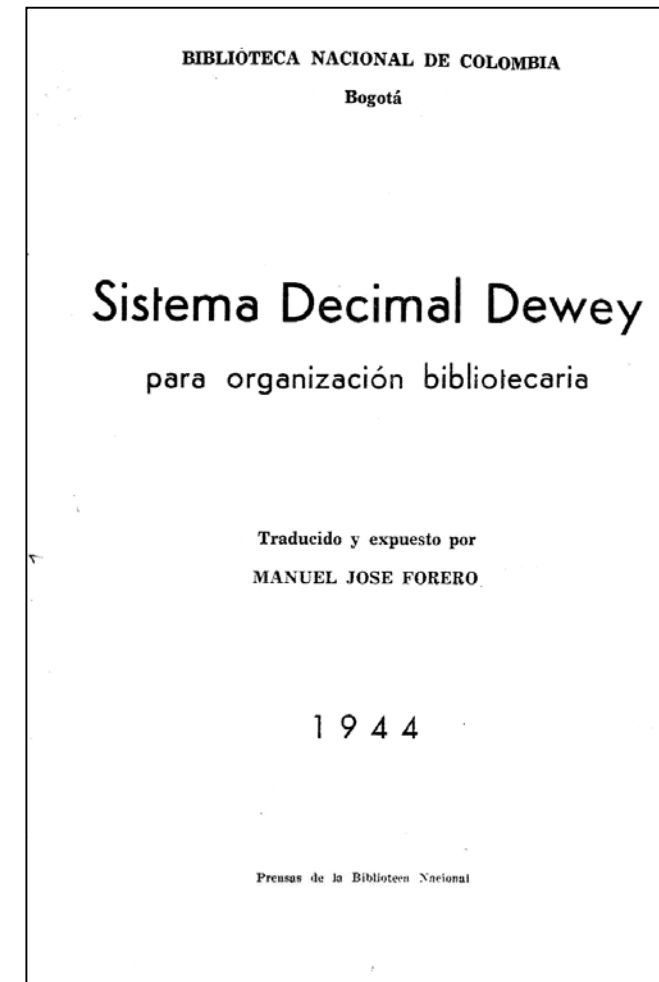 BIBLIOTECA NACIONAL DE COLOMBIA
Bogotá
Sistema Decimal Dewey
para organización bibliotecaria
Traducido y expuesto por
MANUEL JOSE FORERO
1944
Prensas de la Biblioteca Nacional